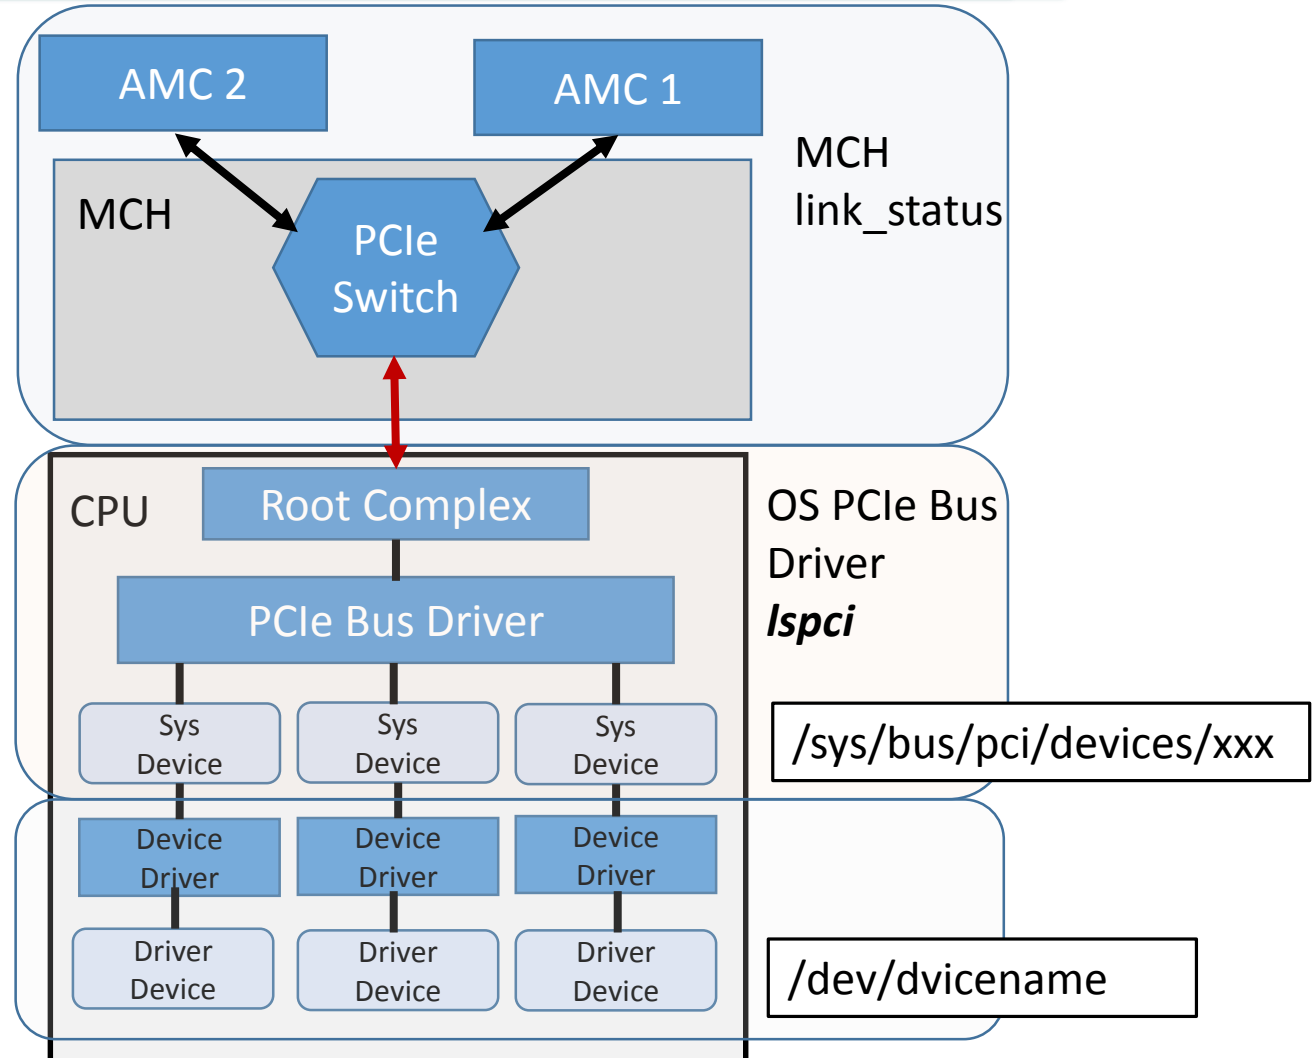 AMC 2
AMC 1
MCH
link_status
MCH
PCIe
Switch
CPU
Root Complex
OS PCIe Bus
Driver
lspci
PCIe Bus Driver
Sys
Device
Sys
Device
Sys
Device
/sys/bus/pci/devices/xxx
Device
Driver
Device
Driver
Device
Driver
Driver
Device
Driver
Device
Driver
Device
/dev/dvicename